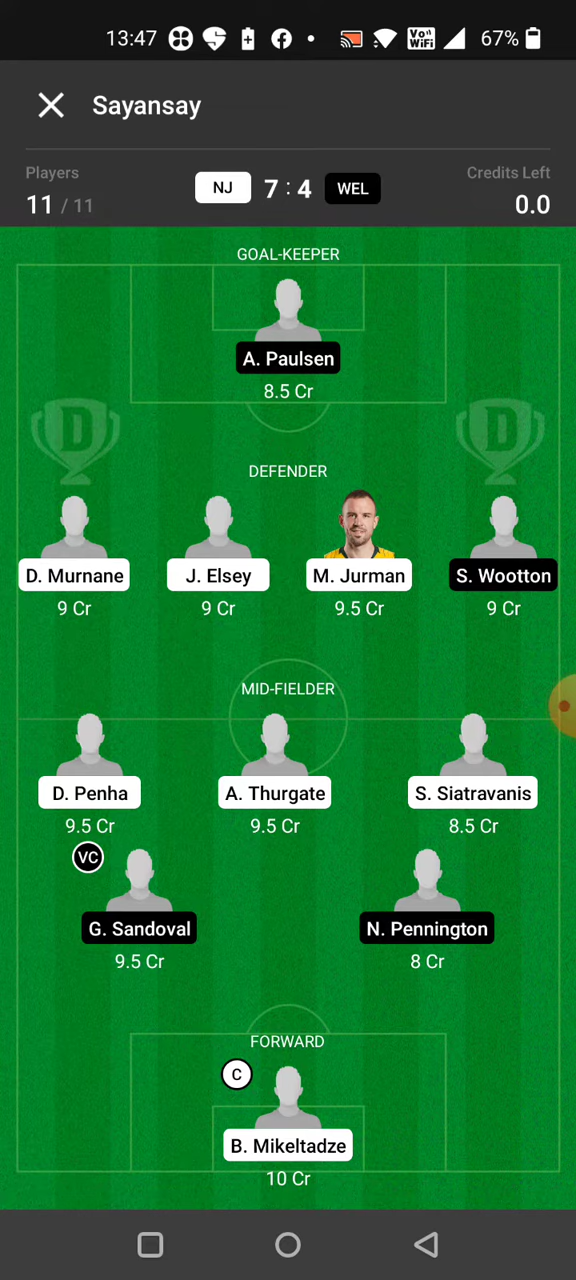 13:47
Vo)) WiFi
67%
Sayansay
Players
Credits Left
11 / 11
NJ 7 : 4 WEL
0.0
GOAL-KEEPER
A. Paulsen
8.5 Cr
D D
DEFENDER
D. Murnane J. Elsey M. Jurman S. Wootton
9 Cr 9 Cr 9.5 Cr 9 Cr
MID-FIELDER
D. Penha A. Thurgate S. Siatravanis
9.5 Cr 9.5 Cr 8.5 Cr
VC
G. Sandoval N. Pennington
9.5 Cr 8 Cr
FORWARD
C
B. Mikeltadze
10 Cr